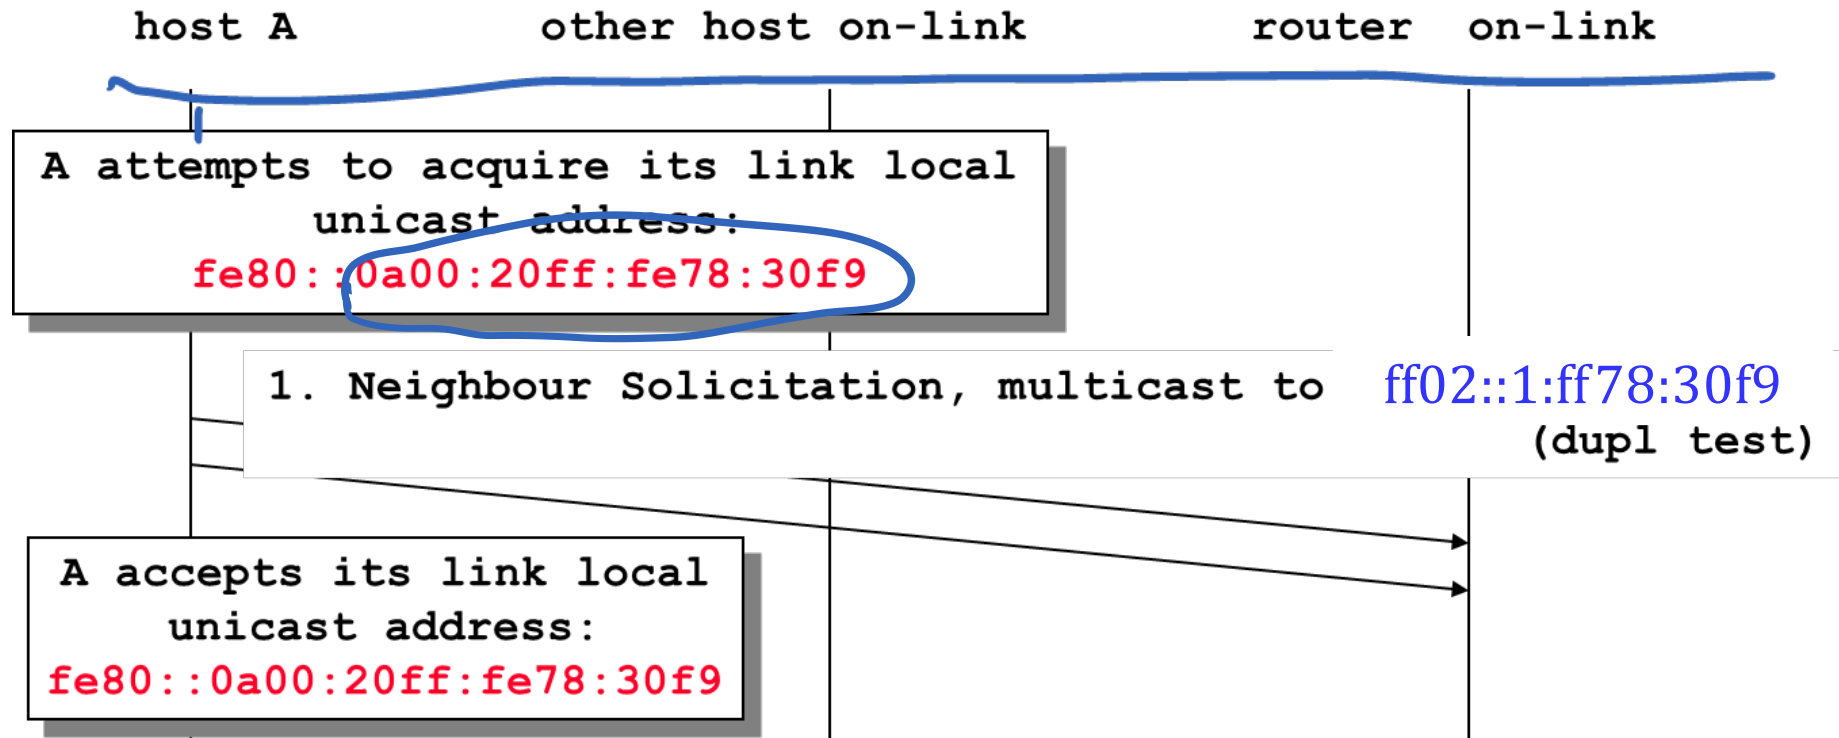 host A other host on-link router on-link
A attempts to acquire its link local
unicast address:
fe80::0a00:20ff:fe78:30f9
1. Neighbour Solicitation, multicast to ff02::1:ff78:30f9
(dupl test)
A accepts its link local
unicast address:
fe80::0a00:20ff:fe78:30f9